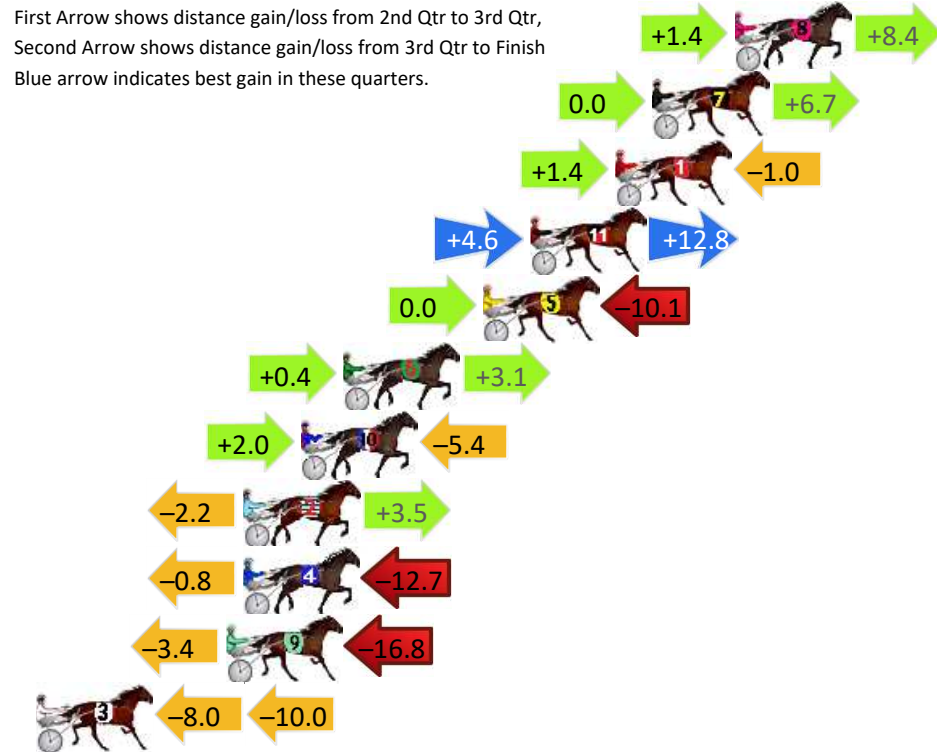 First Arrow shows distance gain/loss from 2nd Qtr to 3rd Qtr,
Second Arrow shows distance gain/loss from 3rd Qtr to Finish
Blue arrow indicates best gain in these quarters.
+1.4 8 +8.4
0.0 7 +6.7
+1.4 1 −1.0
+4.6 11 +12.8
0.0 5 −10.1
+0.4 6 +3.1
+2.0 10 −5.4
−2.2 2 +3.5
−0.8 4 −12.7
−3.4 9 −16.8
3 −8.0 −10.0